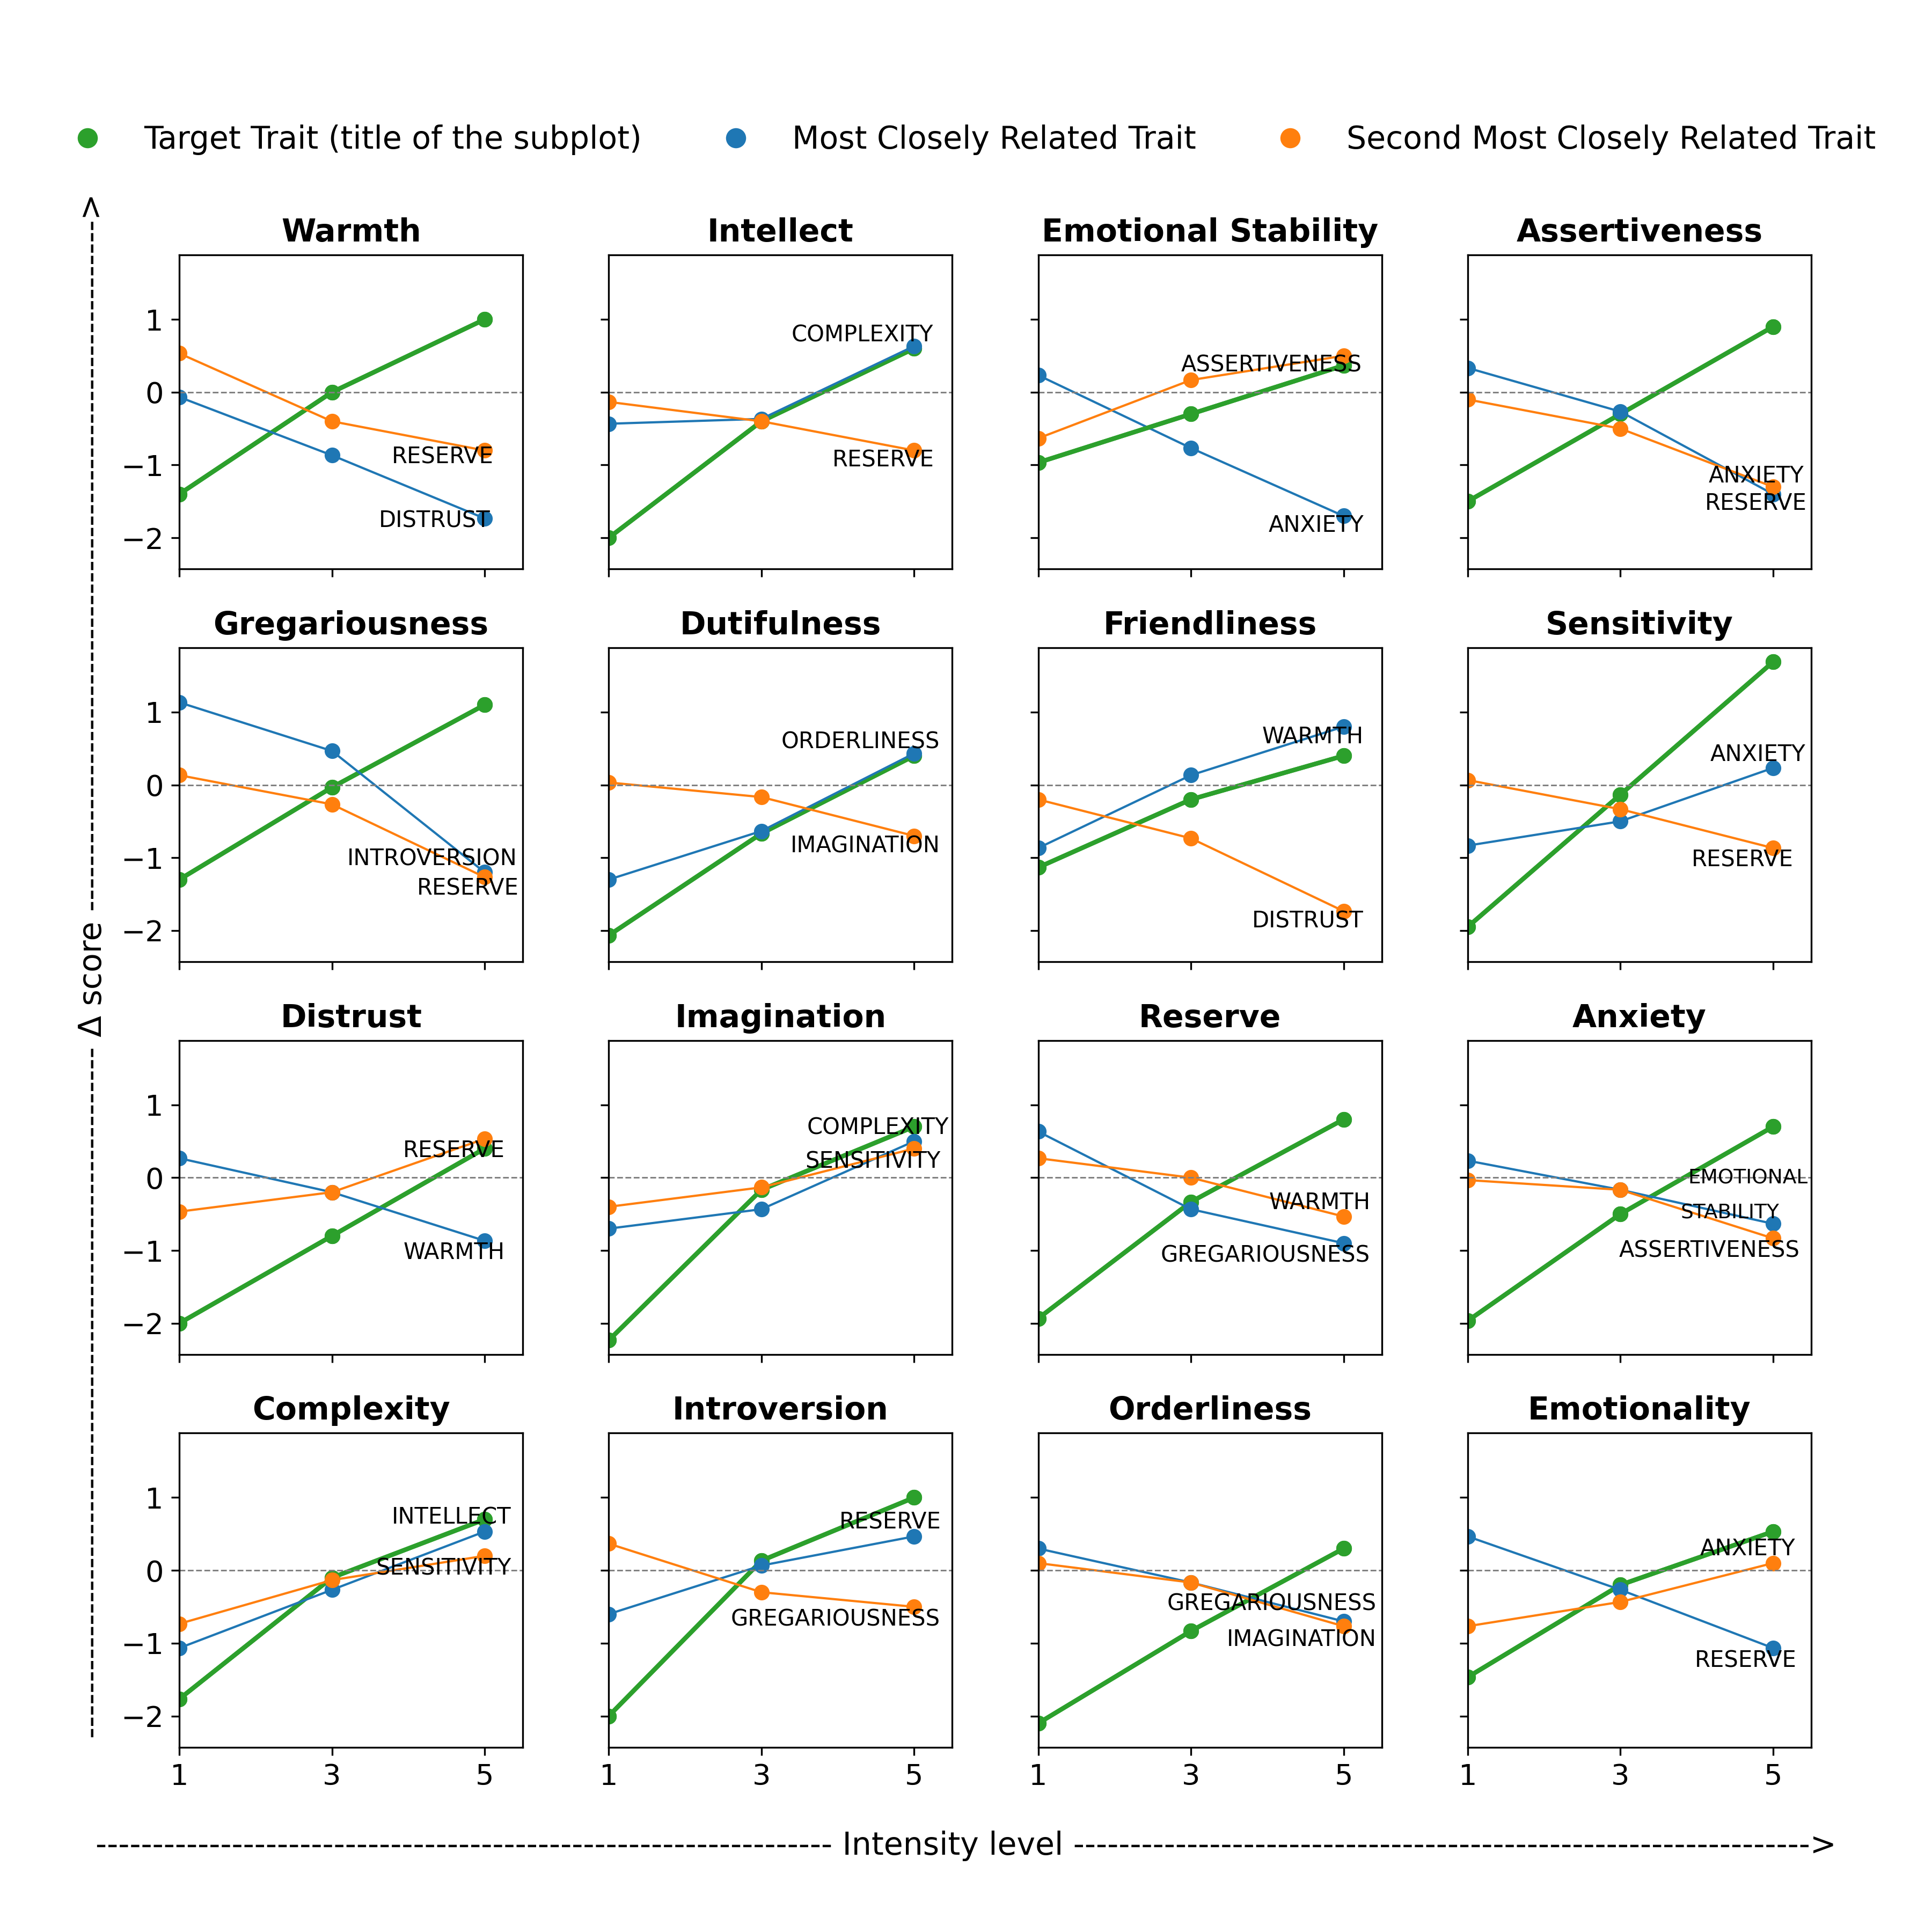 Target Trait (title of the subplot) Most Closely Related Trait Second Most Closely Related Trait
Δ score
Warmth
1
0
−1
−2
RESERVE
DISTRUST
Intellect
COMPLEXITY
RESERVE
Emotional Stability
ASSERTIVENESS
ANXIETY
Assertiveness
ANXIETY
RESERVE
Gregariousness
1
0
−1
−2
INTROVERSION
RESERVE
Dutifulness
ORDERLINESS
IMAGINATION
Friendliness
WARMTH
DISTRUST
Sensitivity
ANXIETY
RESERVE
Distrust
1
0
−1
−2
RESERVE
WARMTH
Imagination
COMPLEXITY
SENSITIVITY
Reserve
WARMTH
GREGARIOUSNESS
Anxiety
EMOTIONAL
STABILITY
ASSERTIVENESS
Complexity
1
0
−1
−2
INTELLECT
SENSITIVITY
1 3 5
Introversion
RESERVE
GREGARIOUSNESS
1 3 5
Orderliness
GREGARIOUSNESS
IMAGINATION
1 3 5
Emotionality
ANXIETY
RESERVE
1 3 5
Intensity level